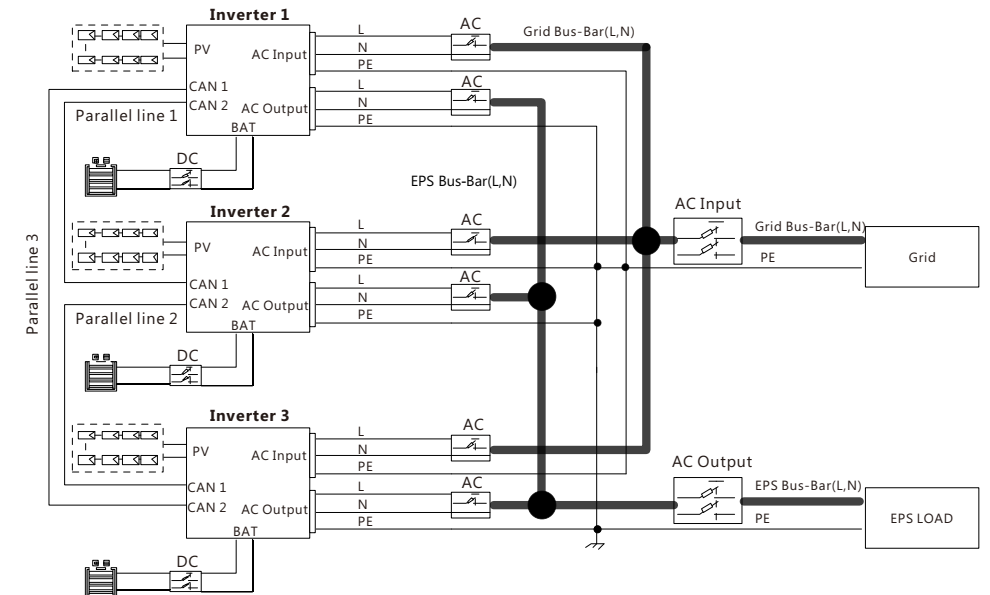 Inverter 1
PV
AC Input
CAN 1
CAN 2
AC Output
BAT
L
N
PE
L
N
PE
AC
AC
Grid Bus-Bar(L,N)
Parallel line 1
DC
EPS Bus-Bar(L,N)
Inverter 2
PV
AC Input
CAN 1
CAN 2
AC Output
BAT
L
N
PE
L
N
PE
AC
AC
AC Input
Grid Bus-Bar(L,N)
PE
Grid
Parallel line 3
Parallel line 2
DC
Inverter 3
PV
AC Input
CAN 1
CAN 2
AC Output
BAT
L
N
PE
L
N
PE
AC
AC
AC Output
EPS Bus-Bar(L,N)
PE
EPS LOAD
DC